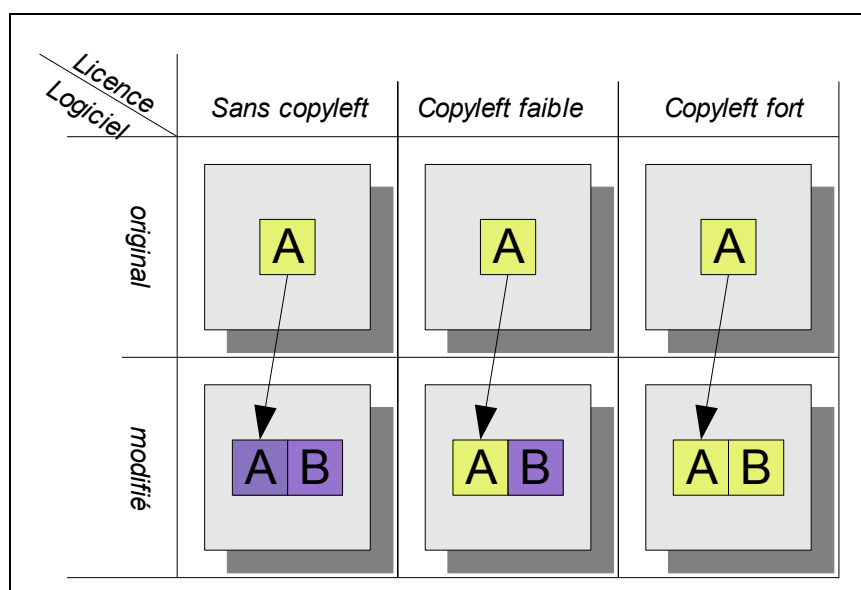 Licence
Logiciel
Sans copyleft
Copyleft faible
Copyleft fort
original
A
A
A
modifié
A B
A B
A B